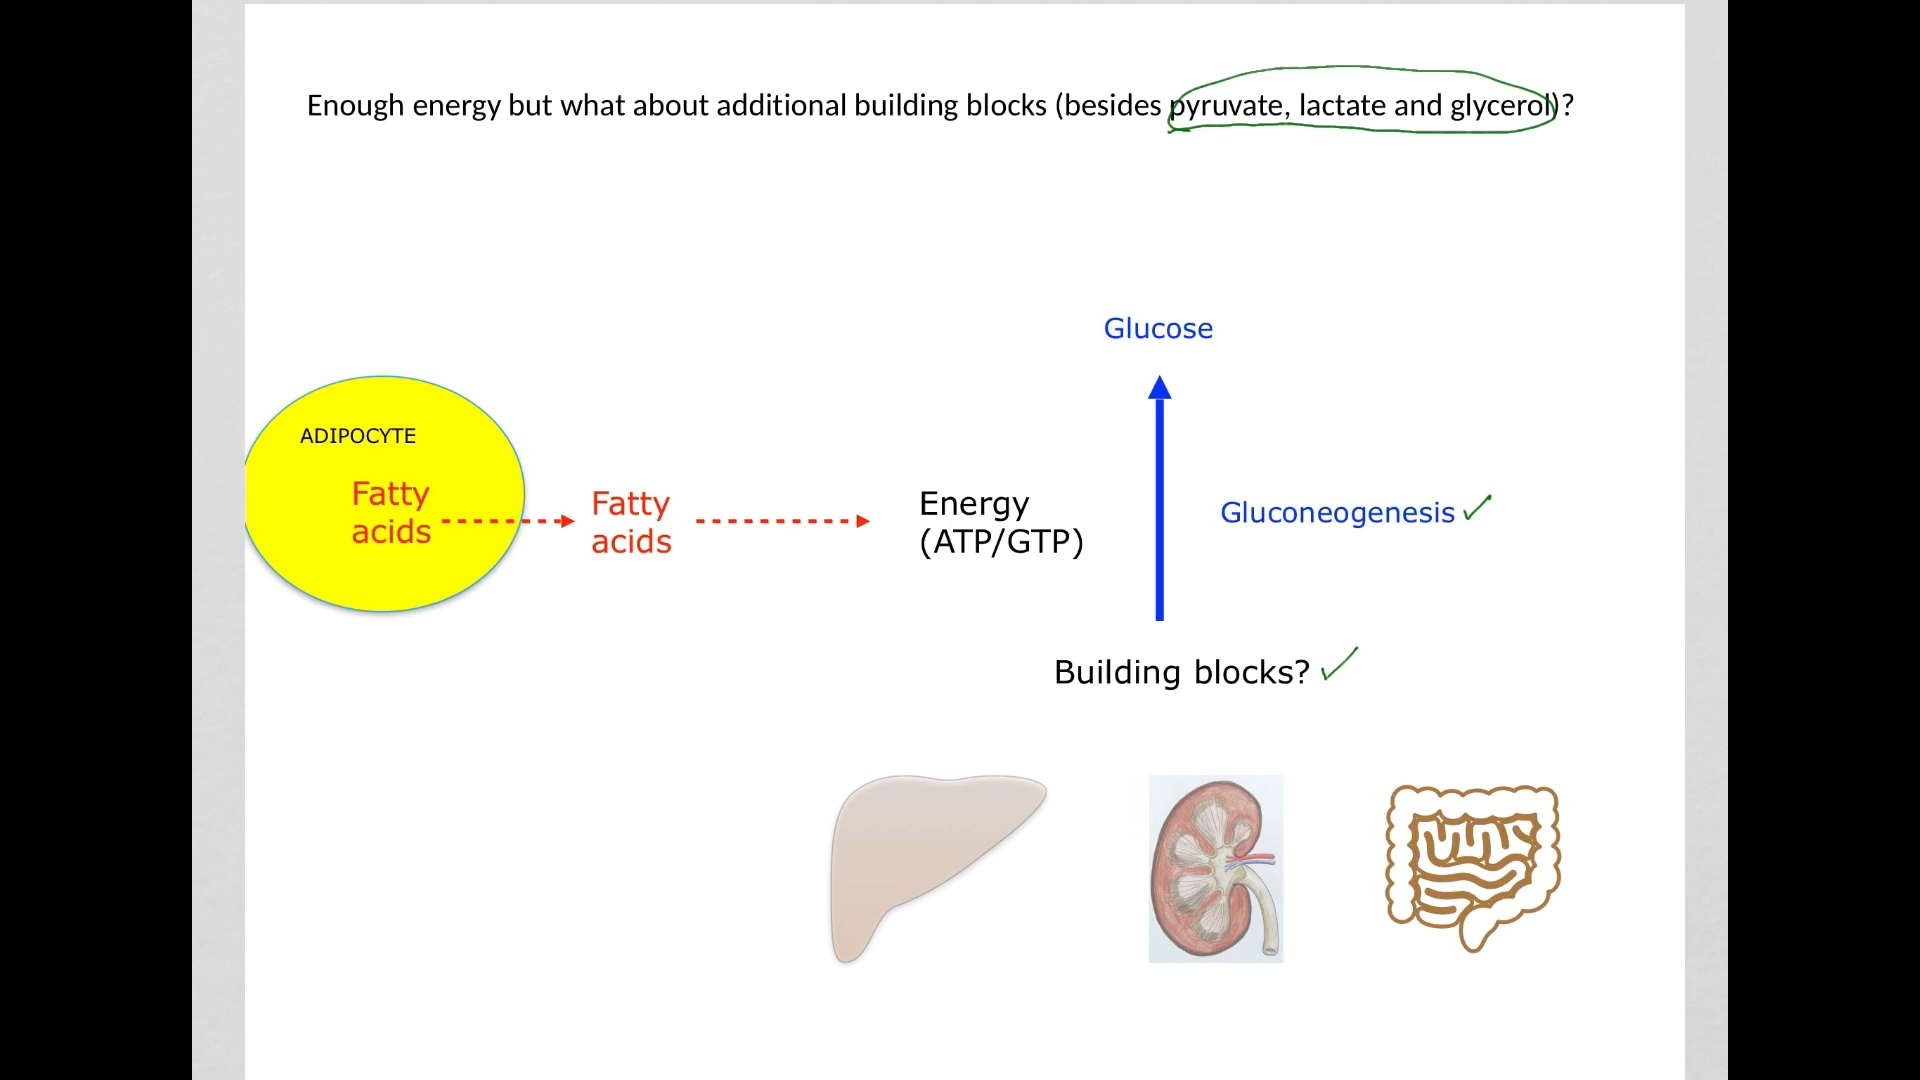 Enough energy but what about additional building blocks (besides pyruvate, lactate and glycerol)?
Glucose
ADIPOCYTE
Fatty
acids
Fatty
acids
Energy
(ATP/GTP)
Gluconeogenesis
Building blocks?